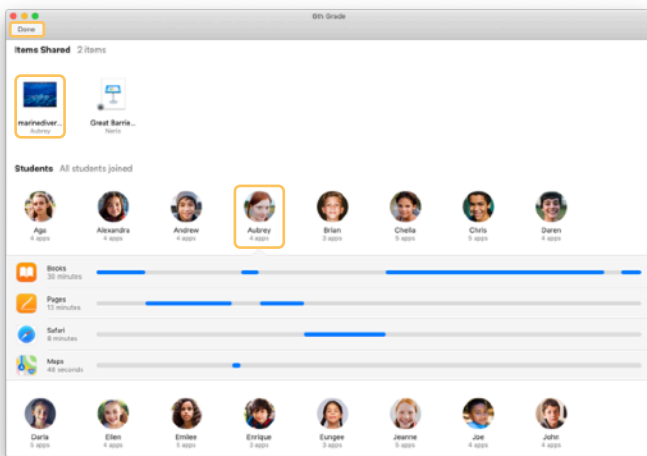 6th Grade
Done
Items Shared 2 items
marinediver...
Aubrey
Great Barrie...
Nerio
Students All students joined
Aga
4 apps
Alexandra
4 apps
Andrew
4 apps
Aubrey
4 apps
Brian
3 apps
Chella
5 apps
Chris
5 apps
Daren
4 apps
Books
30 minutes
Pages
13 minutes
Safari
8 minutes
Maps
48 seconds
Daria
5 apps
Ellen
4 apps
Emilee
5 apps
Enrique
3 apps
Eungee
3 apps
Jeanne
5 apps
Joe
4 apps
John
4 apps